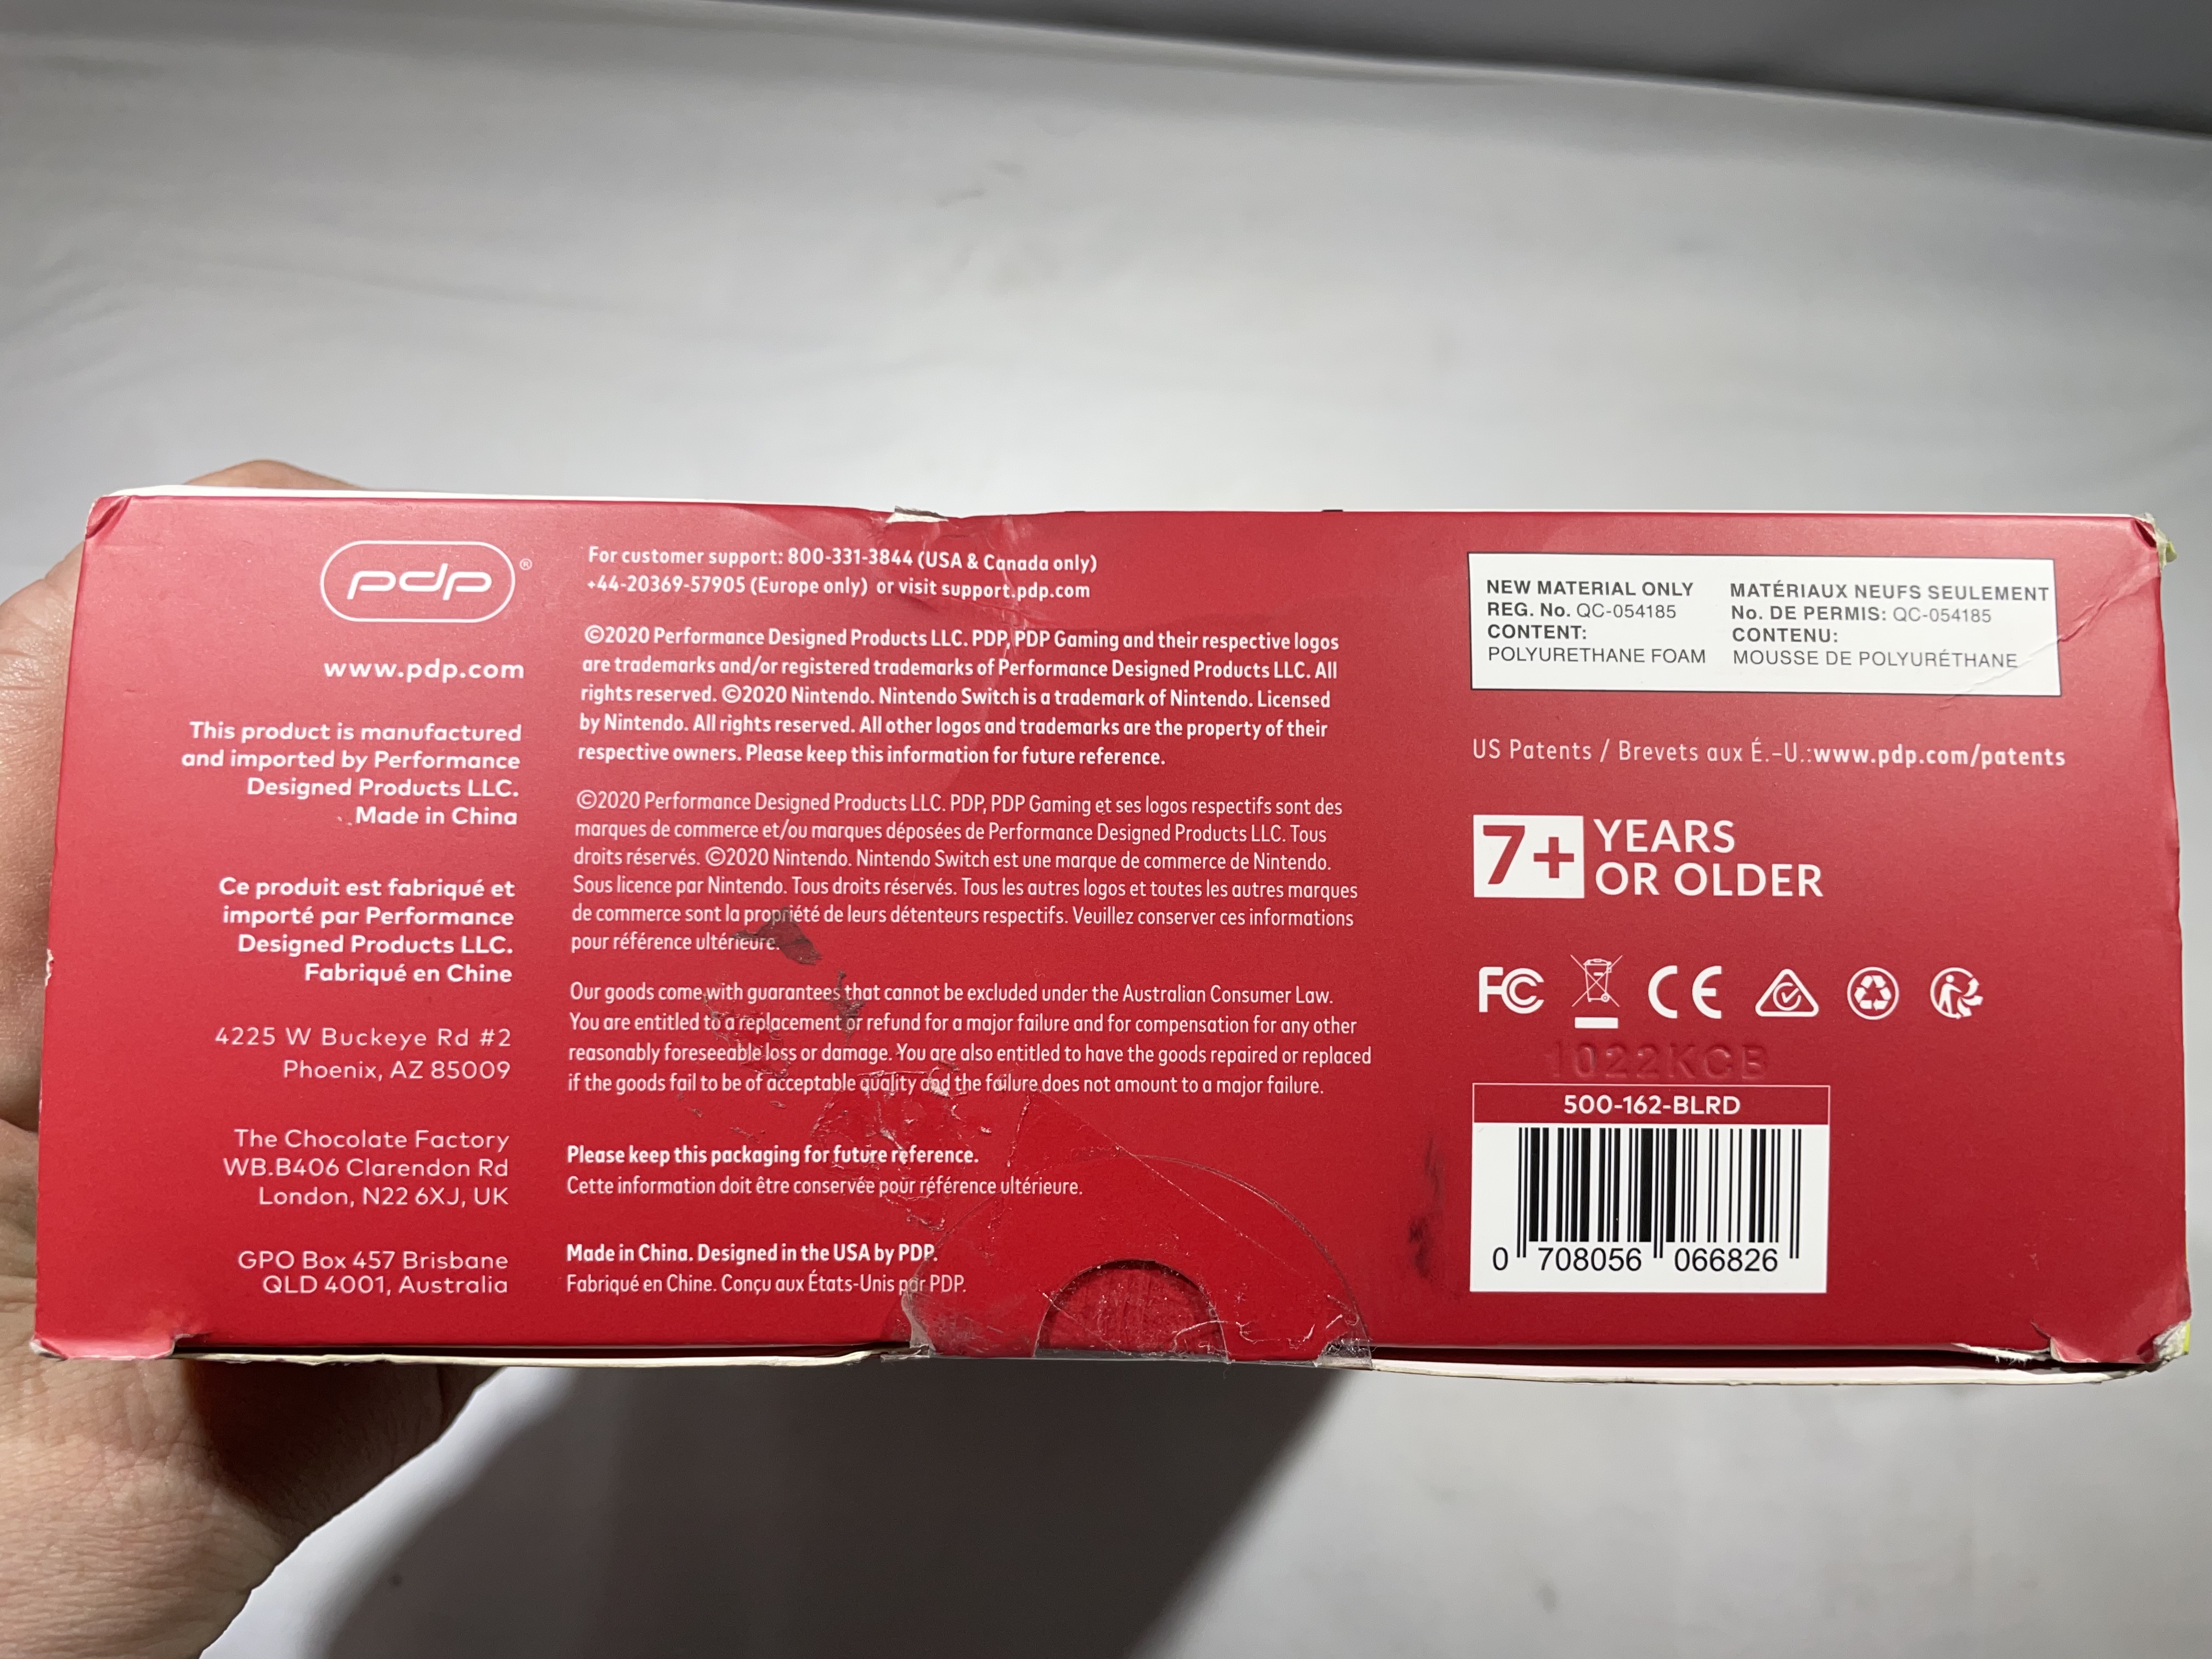 pdp®
www.pdp.com
This product is manufactured
and imported by Performance
Designed Products LLC.
Made in China
Ce produit est fabriqué et
importé par Performance
Designed Products LLC.
Fabriqué en Chine
4225 W Buckeye Rd #2
Phoenix, AZ 85009
The Chocolate Factory
WB.B406 Clarendon Rd
London, N22 6XJ, UK
GPO Box 457 Brisbane
QLD 4001, Australia
For customer support: 800-331-3844 (USA & Canada only)
+44-20369-57905 (Europe only) or visit support.pdp.com
©2020 Performance Designed Products LLC. PDP, PDP Gaming and their respective logos
are trademarks and/or registered trademarks of Performance Designed Products LLC. All
rights reserved. ©2020 Nintendo. Nintendo Switch is a trademark of Nintendo. Licensed
by Nintendo. All rights reserved. All other logos and trademarks are the property of their
respective owners. Please keep this information for future reference.
©2020 Performance Designed Products LLC. PDP, PDP Gaming et ses logos respectifs sont des
marques de commerce et/ou marques déposées de Performance Designed Products LLC. Tous
droits réservés. ©2020 Nintendo. Nintendo Switch est une marque de commerce de Nintendo.
Sous licence par Nintendo. Tous droits réservés. Tous les autres logos et toutes les autres marques
de commerce sont la propriété de leurs détenteurs respectifs. Veuillez conserver ces informations
pour référence ultérieure.
Our goods come with guarantees that cannot be excluded under the Australian Consumer Law.
You are entitled to a replacement or refund for a major failure and for compensation for any other
reasonably foreseeable loss or damage. You are also entitled to have the goods repaired or replaced
if the goods fail to be of acceptable quality and the failure does not amount to a major failure.
Please keep this packaging for future reference.
Cette information doit être conservée pour référence ultérieure.
Made in China. Designed in the USA by PDP.
Fabriqué en Chine. Conçu aux États-Unis par PDP.
NEW MATERIAL ONLY
REG. No. QC-054185
CONTENT:
POLYURETHANE FOAM
MATÉRIAUX NEUFS SEULEMENT
No. DE PERMIS: QC-054185
CONTENU:
MOUSSE DE POLYURÉTHANE
US Patents / Brevets aux É.-U.:www.pdp.com/patents
7+ YEARS
OR OLDER
FC CE
1022KCB
500-162-BLRD
0 708056 066826